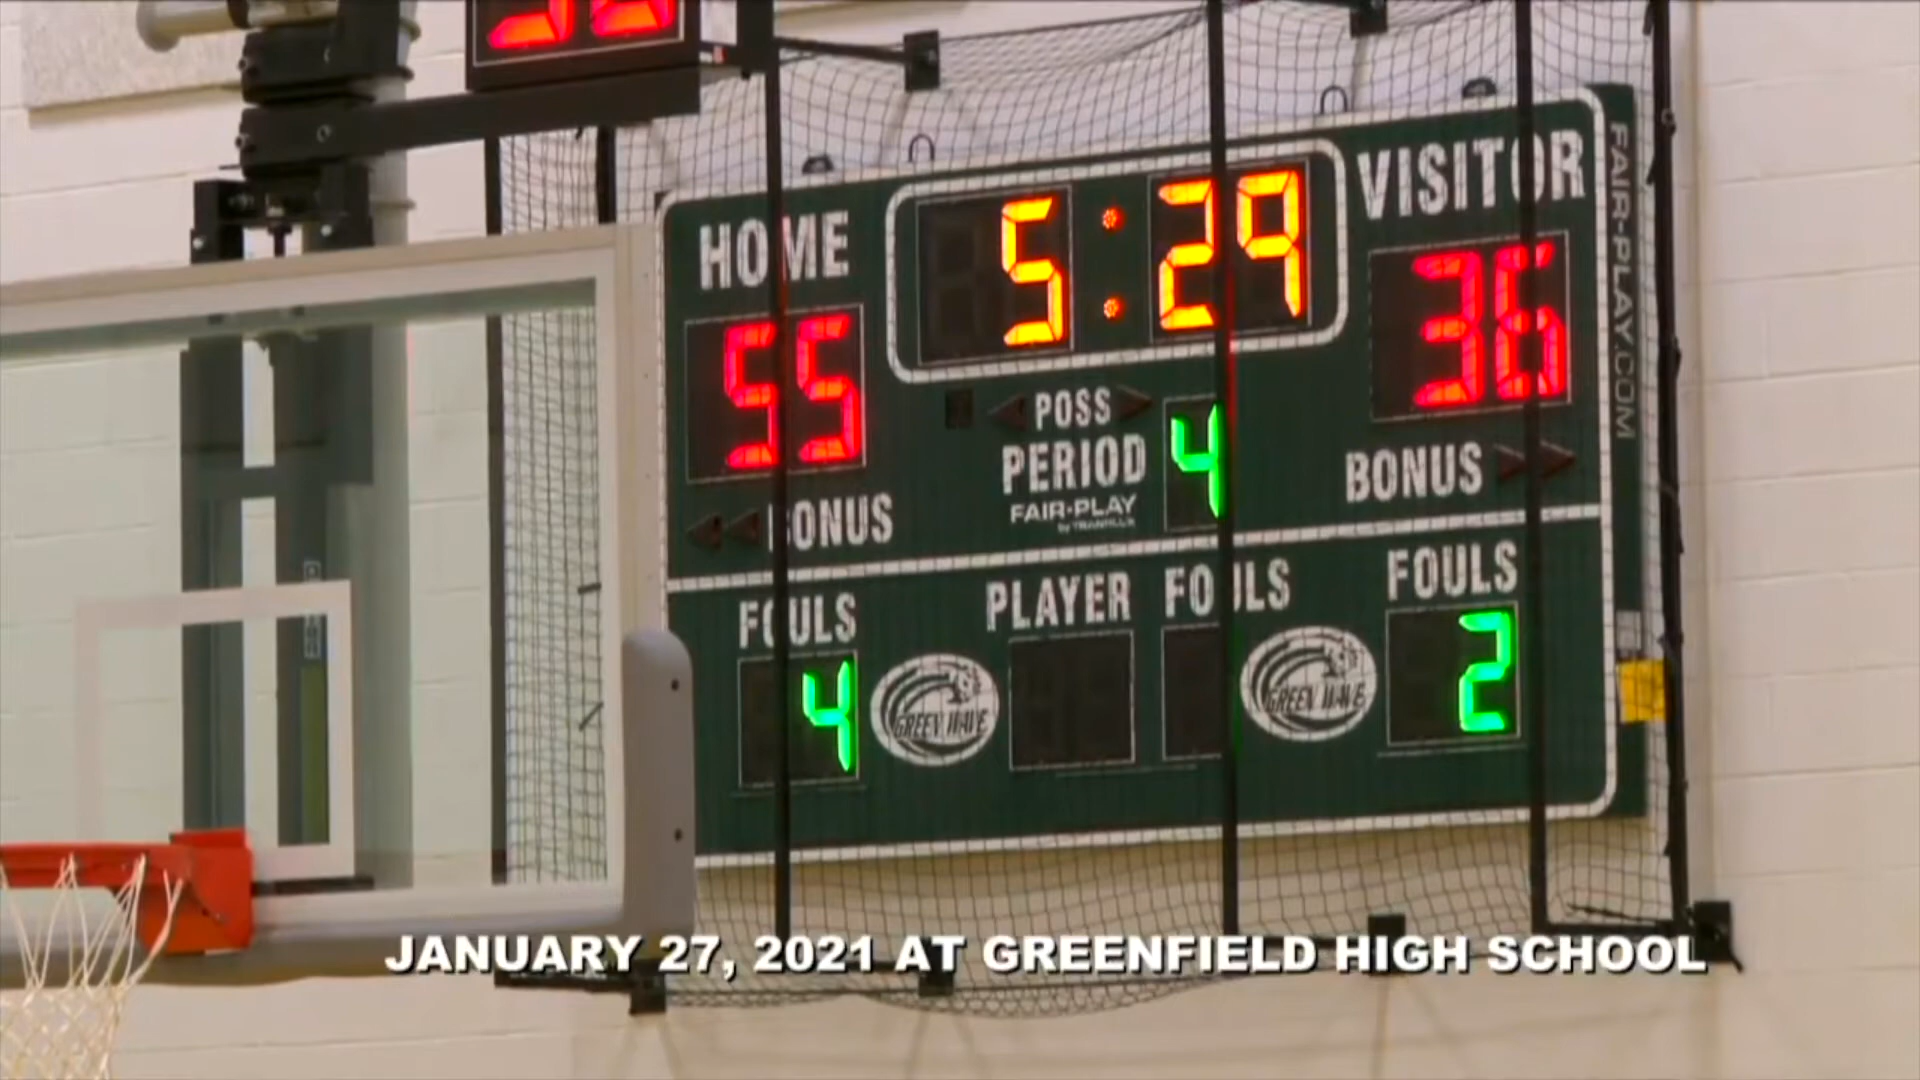 HOME
5:29
VISITOR
55
36
POSS
PERIOD
4
FAIR-PLAY
BONUS
BONUS
FOULS
PLAYER FOULS
FOULS
4
GREEN WAVE
GREEN WAVE
2
FAIR-PLAY.COM
JANUARY 27, 2021 AT GREENFIELD HIGH SCHOOL